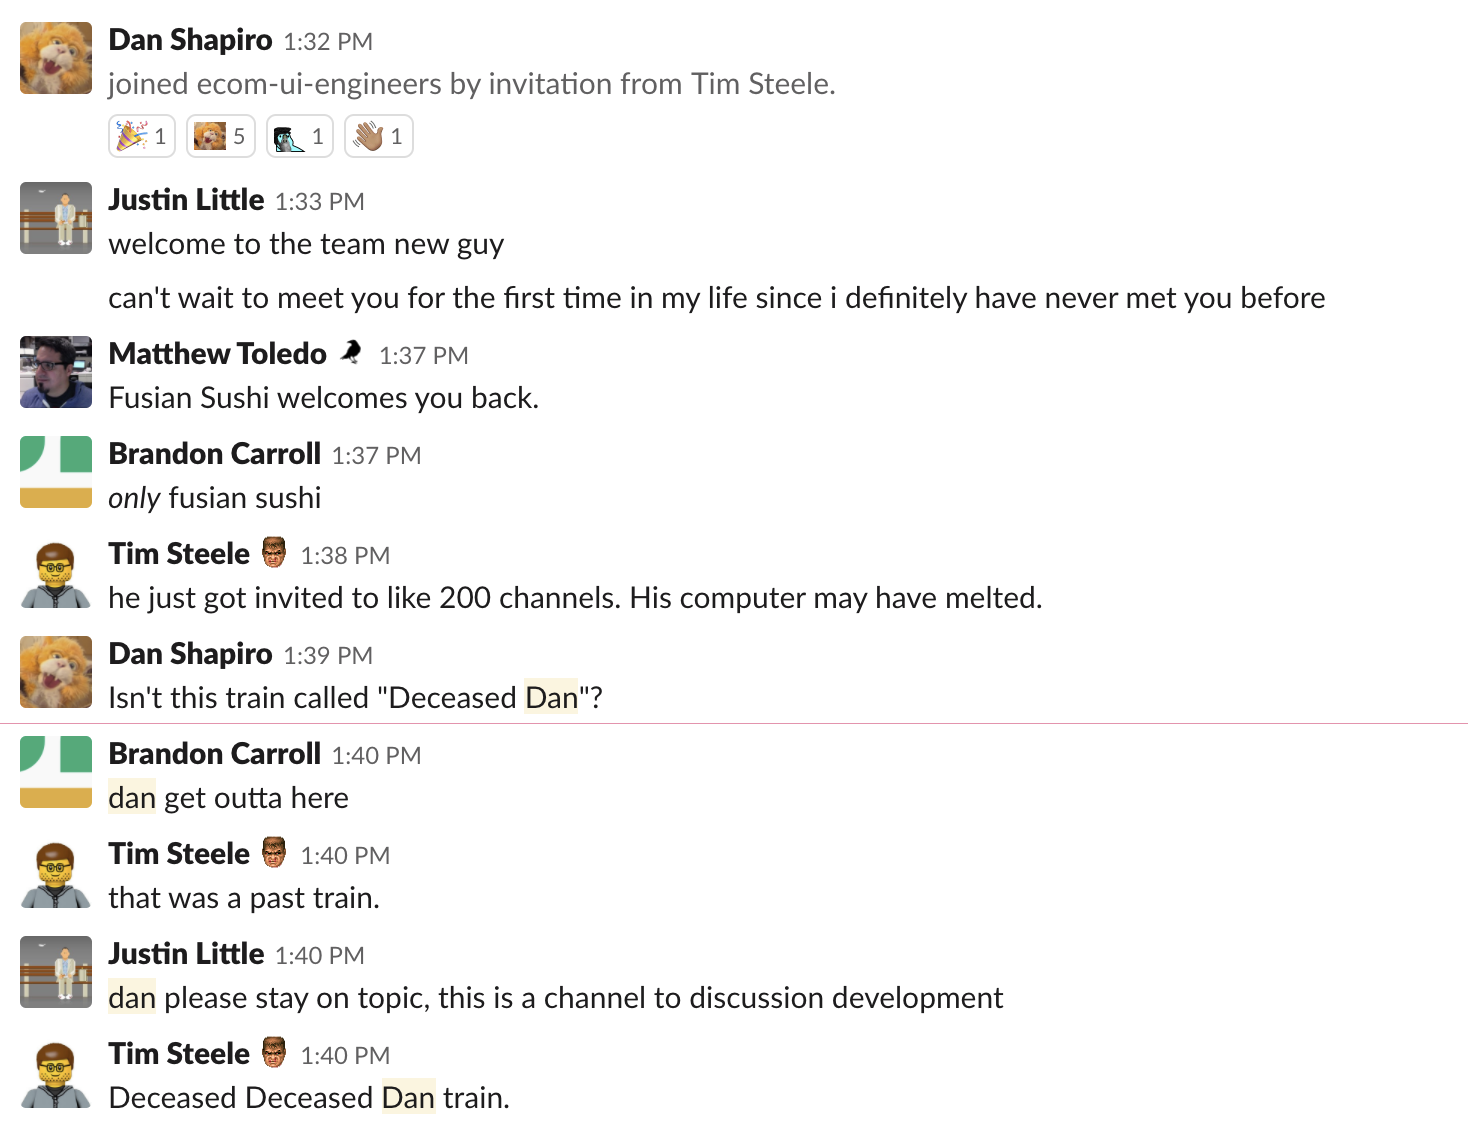 Dan Shapiro 1:32 PM
joined ecom-ui-engineers by invitation from Tim Steele.
1 5 1 1
Justin Little 1:33 PM
welcome to the team new guy
can't wait to meet you for the first time in my life since i definitely have never met you before
Matthew Toledo 1:37 PM
Fusian Sushi welcomes you back.
Brandon Carroll 1:37 PM
only fusian sushi
Tim Steele 1:38 PM
he just got invited to like 200 channels. His computer may have melted.
Dan Shapiro 1:39 PM
Isn't this train called "Deceased Dan"?
Brandon Carroll 1:40 PM
dan get outta here
Tim Steele 1:40 PM
that was a past train.
Justin Little 1:40 PM
dan please stay on topic, this is a channel to discussion development
Tim Steele 1:40 PM
Deceased Deceased Dan train.